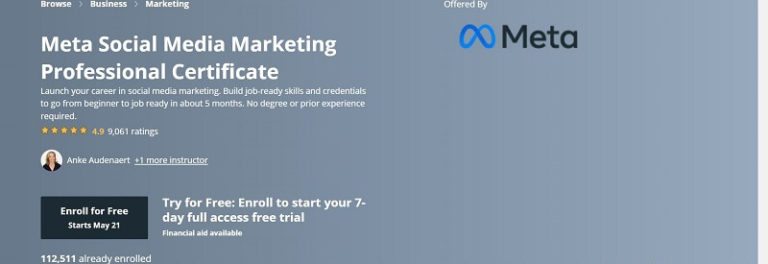 Browse > Business > Marketing
Offered By
Meta
Meta Social Media Marketing
Professional Certificate
Launch your career in social media marketing. Build job-ready skills and credentials
to go from beginner to job ready in about 5 months. No degree or prior experience
required.
4.9 9,061 ratings
Anke Audenaert +1 more instructor
Enroll for Free
Starts May 21
Try for Free: Enroll to start your 7-
day full access free trial
Financial aid available
112,511 already enrolled